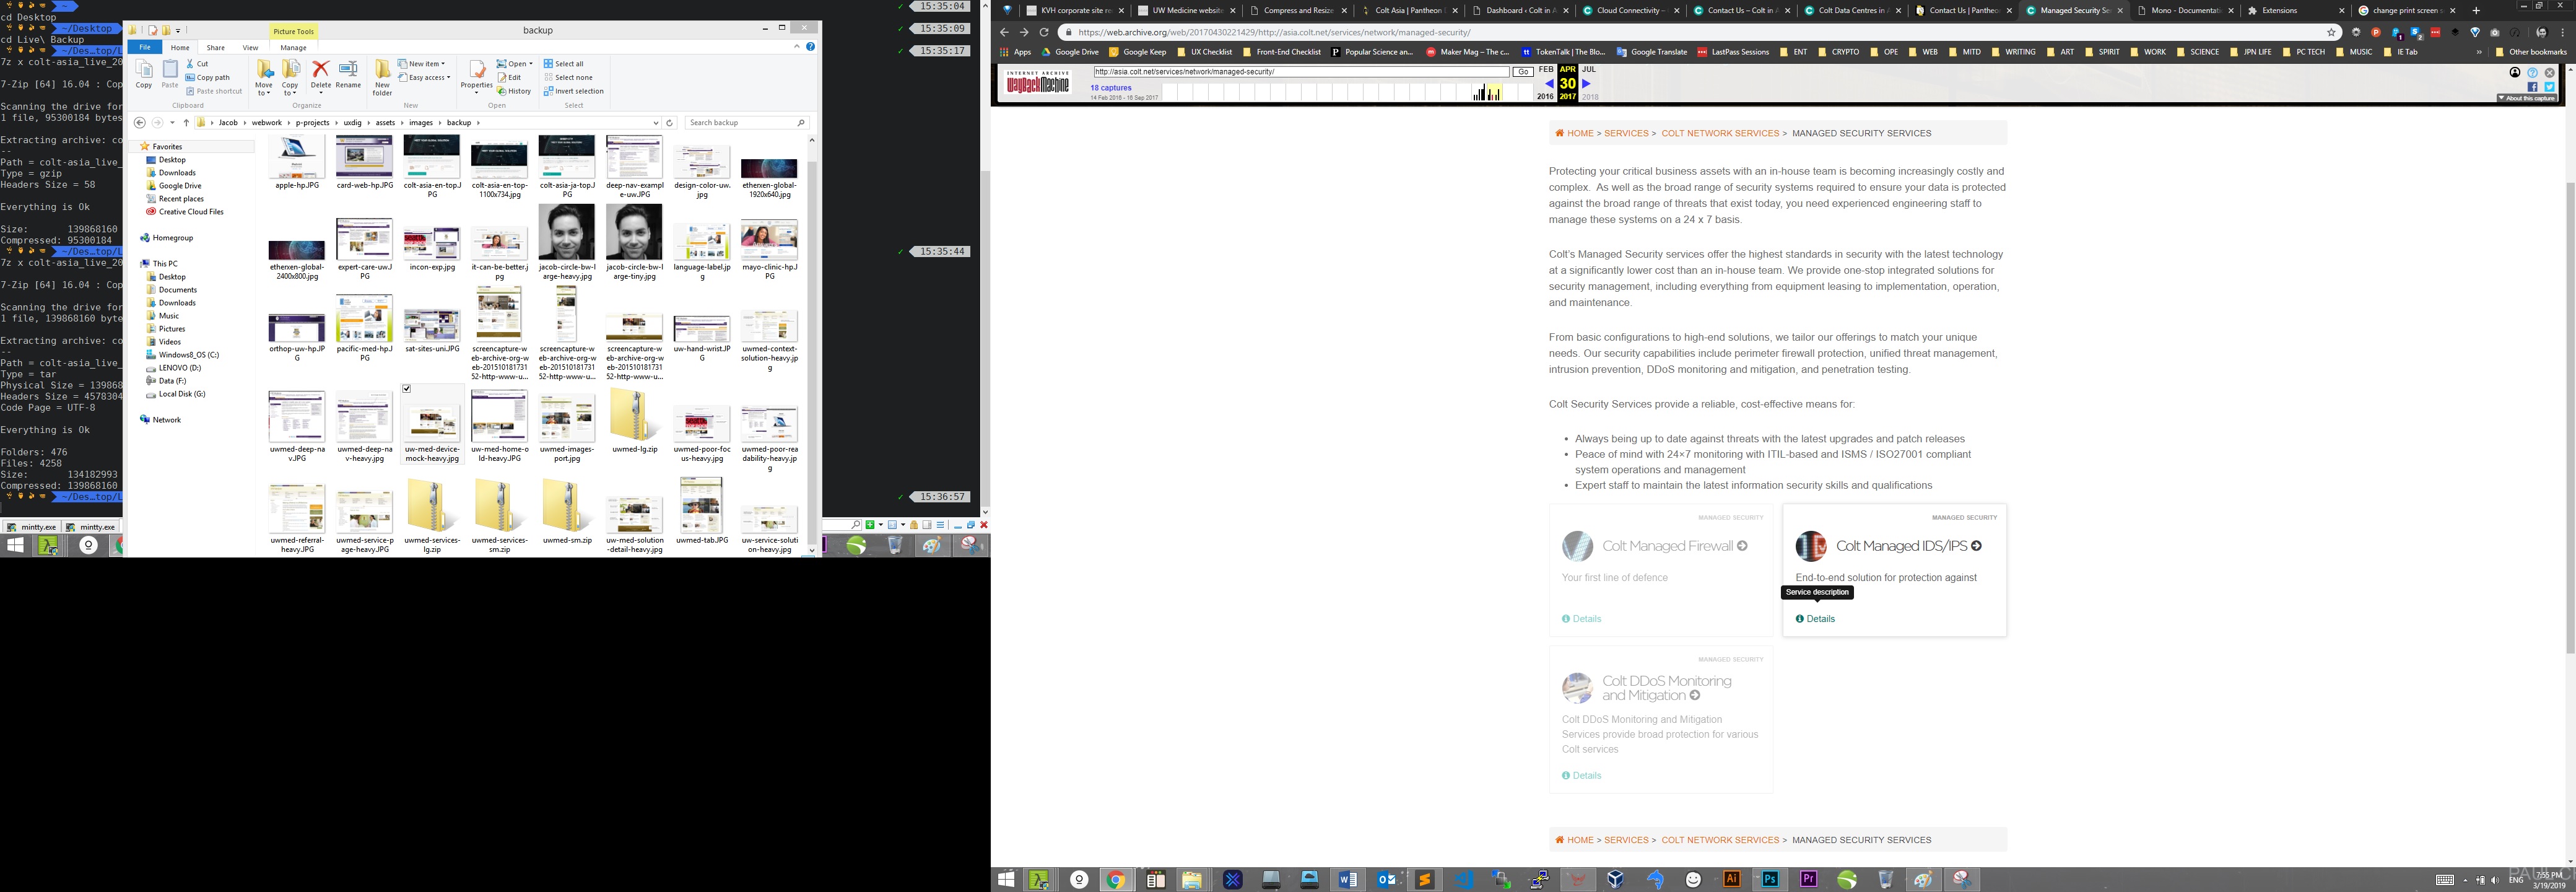 ~
cd Desktop
~/Desktop
cd Live\ Backup
~/Des…top/L
7z x colt-asia_live_20
7-Zip [64] 16.04 : Cop
Scanning the drive for
1 file, 95300184 bytes
Extracting archive: co
--
Path = colt-asia_live_
Type = gzip
Headers Size = 58
Everything is Ok
Size: 139868160
Compressed: 95300184
~/Des…top/L
7z x colt-asia_live_20
7-Zip [64] 16.04 : Cop
Scanning the drive for
1 file, 139868160 byte
Extracting archive: co
--
Path = colt-asia_live_
Type = tar
Physical Size = 139868
Headers Size = 4578304
Code Page = UTF-8
Everything is Ok
Folders: 476
Files: 4258
Size: 134182993
Compressed: 139868160
~/Des…top/L
mintty.exe mintty.exe
15:35:04
15:35:09
15:35:17
15:35:44
15:36:57
Picture Tools
backup
File Home Share View Manage
Copy Paste Cut
Copy path
Paste shortcut
Clipboard
Move to Copy to Delete Rename
Organize
New folder New item
Easy access
New
Properties Open
Edit
History
Open
Select all
Select none
Invert selection
Select
Jacob webwork p-projects uxdig assets images backup
Search backup
Favorites
Desktop
Downloads
Google Drive
Recent places
Creative Cloud Files
Homegroup
This PC
Desktop
Documents
Downloads
Music
Pictures
Videos
Windows8_OS (C:)
LENOVO (D:)
Data (F:)
Local Disk (G:)
Network
apple-hp.JPG
card-web-hp.JPG
colt-asia-en-top.JPG
colt-asia-en-top-1100x734.jpg
colt-asia-ja-top.JPG
deep-nav-example-uw.JPG
design-color-uw.jpg
etherxen-global-1920x640.jpg
etherxen-global-2400x800.jpg
expert-care-uw.JPG
incon-exp.jpg
it-can-be-better.jpg
jacob-circle-bw-large-heavy.jpg
jacob-circle-bw-large-tiny.jpg
language-label.jpg
mayo-clinic-hp.JPG
orthop-uw-hp.JPG
pacific-med-hp.JPG
sat-sites-uni.JPG
screencapture-web-archive-org-web-20151018173152-http-www-u...
screencapture-web-archive-org-web-20151018173152-http-www-u...
screencapture-web-archive-org-web-20151018173152-http-www-u...
uw-hand-wrist.JPG
uwmed-context-solution-heavy.jpg
uwmed-deep-nav.JPG
uwmed-deep-nav-heavy.jpg
uw-med-device-mock-heavy.jpg
uw-med-home-old-heavy.JPG
uwmed-images-port.jpg
uwmed-lg.zip
uwmed-poor-focus-heavy.jpg
uwmed-poor-readability-heavy.jpg
uwmed-referral-heavy.JPG
uwmed-service-page-heavy.JPG
uwmed-services-lg.zip
uwmed-services-sm.zip
uwmed-sm.zip
uw-med-solution-detail-heavy.jpg
uwmed-tab.JPG
uw-service-solution-heavy.jpg
KVH corporate site re
UW Medicine website
Compress and Resize
Colt Asia | Pantheon
Dashboard ‹ Colt in A
Cloud Connectivity –
Contact Us – Colt in A
Colt Data Centres in A
Contact Us | Pantheon
Managed Security Se
Mono - Documentati
Extensions
change print screen s
https://web.archive.org/web/20170430221429/http://asia.colt.net/services/network/managed-security/
Apps Google Drive Google Keep UX Checklist Front-End Checklist Popular Science an... Maker Mag – The c... TokenTalk | The Blo... Google Translate LastPass Sessions ENT CRYPTO OPE WEB MITD WRITING ART SPIRIT WORK SCIENCE JPN LIFE PC TECH MUSIC IE Tab » Other bookmarks
INTERNET ARCHIVE
WayBackMachine
http://asia.colt.net/services/network/managed-security/
Go
18 captures
14 Feb 2016 - 16 Sep 2017
FEB APR JUL
30
2016 2017 2018
About this capture
HOME > SERVICES > COLT NETWORK SERVICES > MANAGED SECURITY SERVICES
Protecting your critical business assets with an in-house team is becoming increasingly costly and
complex. As well as the broad range of security systems required to ensure your data is protected
against the broad range of threats that exist today, you need experienced engineering staff to
manage these systems on a 24 x 7 basis.
Colt's Managed Security services offer the highest standards in security with the latest technology
at a significantly lower cost than an in-house team. We provide one-stop integrated solutions for
security management, including everything from equipment leasing to implementation, operation,
and maintenance.
From basic configurations to high-end solutions, we tailor our offerings to match your unique
needs. Our security capabilities include perimeter firewall protection, unified threat management,
intrusion prevention, DDoS monitoring and mitigation, and penetration testing.
Colt Security Services provide a reliable, cost-effective means for:
• Always being up to date against threats with the latest upgrades and patch releases
• Peace of mind with 24×7 monitoring with ITIL-based and ISMS / ISO27001 compliant
system operations and management
• Expert staff to maintain the latest information security skills and qualifications
MANAGED SECURITY
Colt Managed Firewall
Your first line of defence
Details
MANAGED SECURITY
Colt Managed IDS/IPS
End-to-end solution for protection against
Service description
Details
MANAGED SECURITY
Colt DDoS Monitoring
and Mitigation
Colt DDoS Monitoring and Mitigation
Services provide broad protection for various
Colt services
Details
HOME > SERVICES > COLT NETWORK SERVICES > MANAGED SECURITY SERVICES
ENG
7:55 PM
3/19/2019